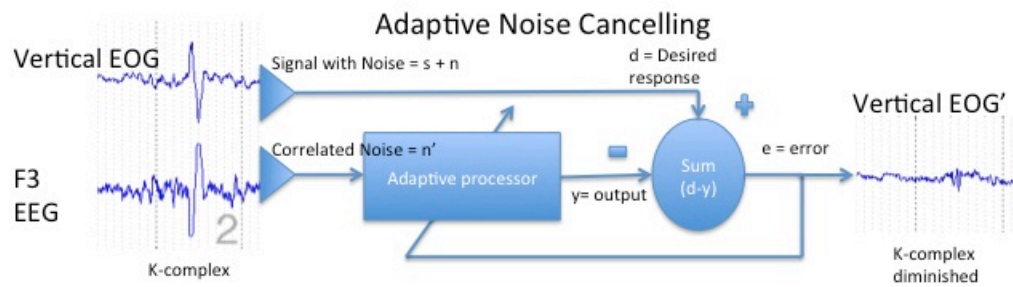 Adaptive Noise Cancelling
Vertical EOG
Signal with Noise = s + n
d = Desired
response
+
Vertical EOG’
Correlated Noise = n’
Adaptive processor
–
Sum
(d-y)
e = error
F3
EEG
y= output
2
K-complex
K-complex
diminished